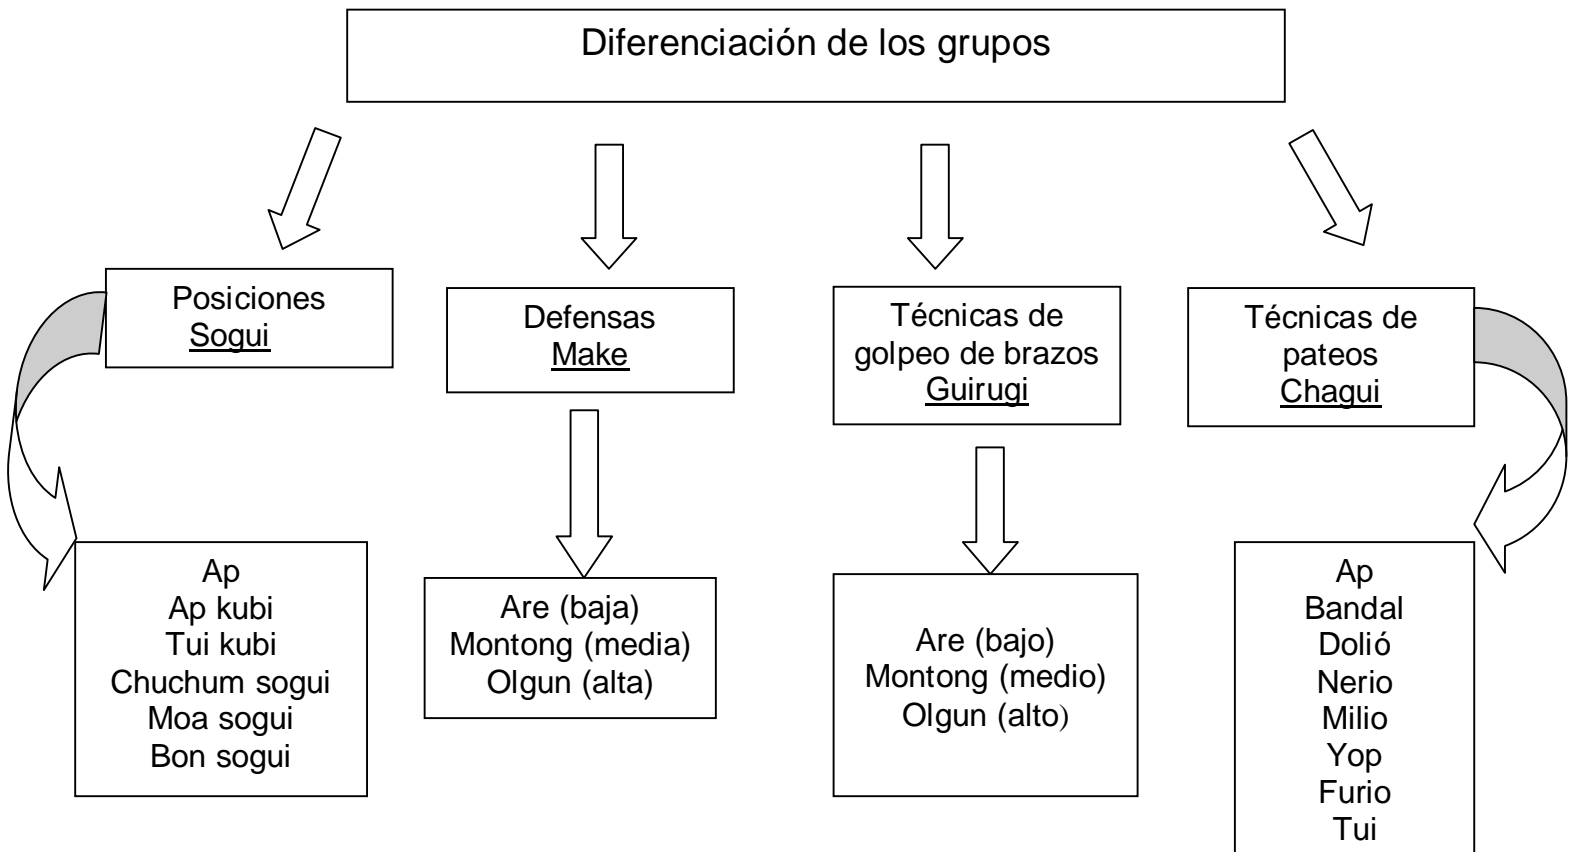 Diferenciación de los grupos
Posiciones
Sogui
Defensas
Make
Técnicas de
golpeo de brazos
Guirugi
Técnicas de
pateos
Chagui
Ap
Ap kubi
Tui kubi
Chuchum sogui
Moa sogui
Bon sogui
Are (baja)
Montong (media)
Olgun (alta)
Are (bajo)
Montong (medio)
Olgun (alto)
Ap
Bandal
Dolió
Nerio
Milio
Yop
Furio
Tui